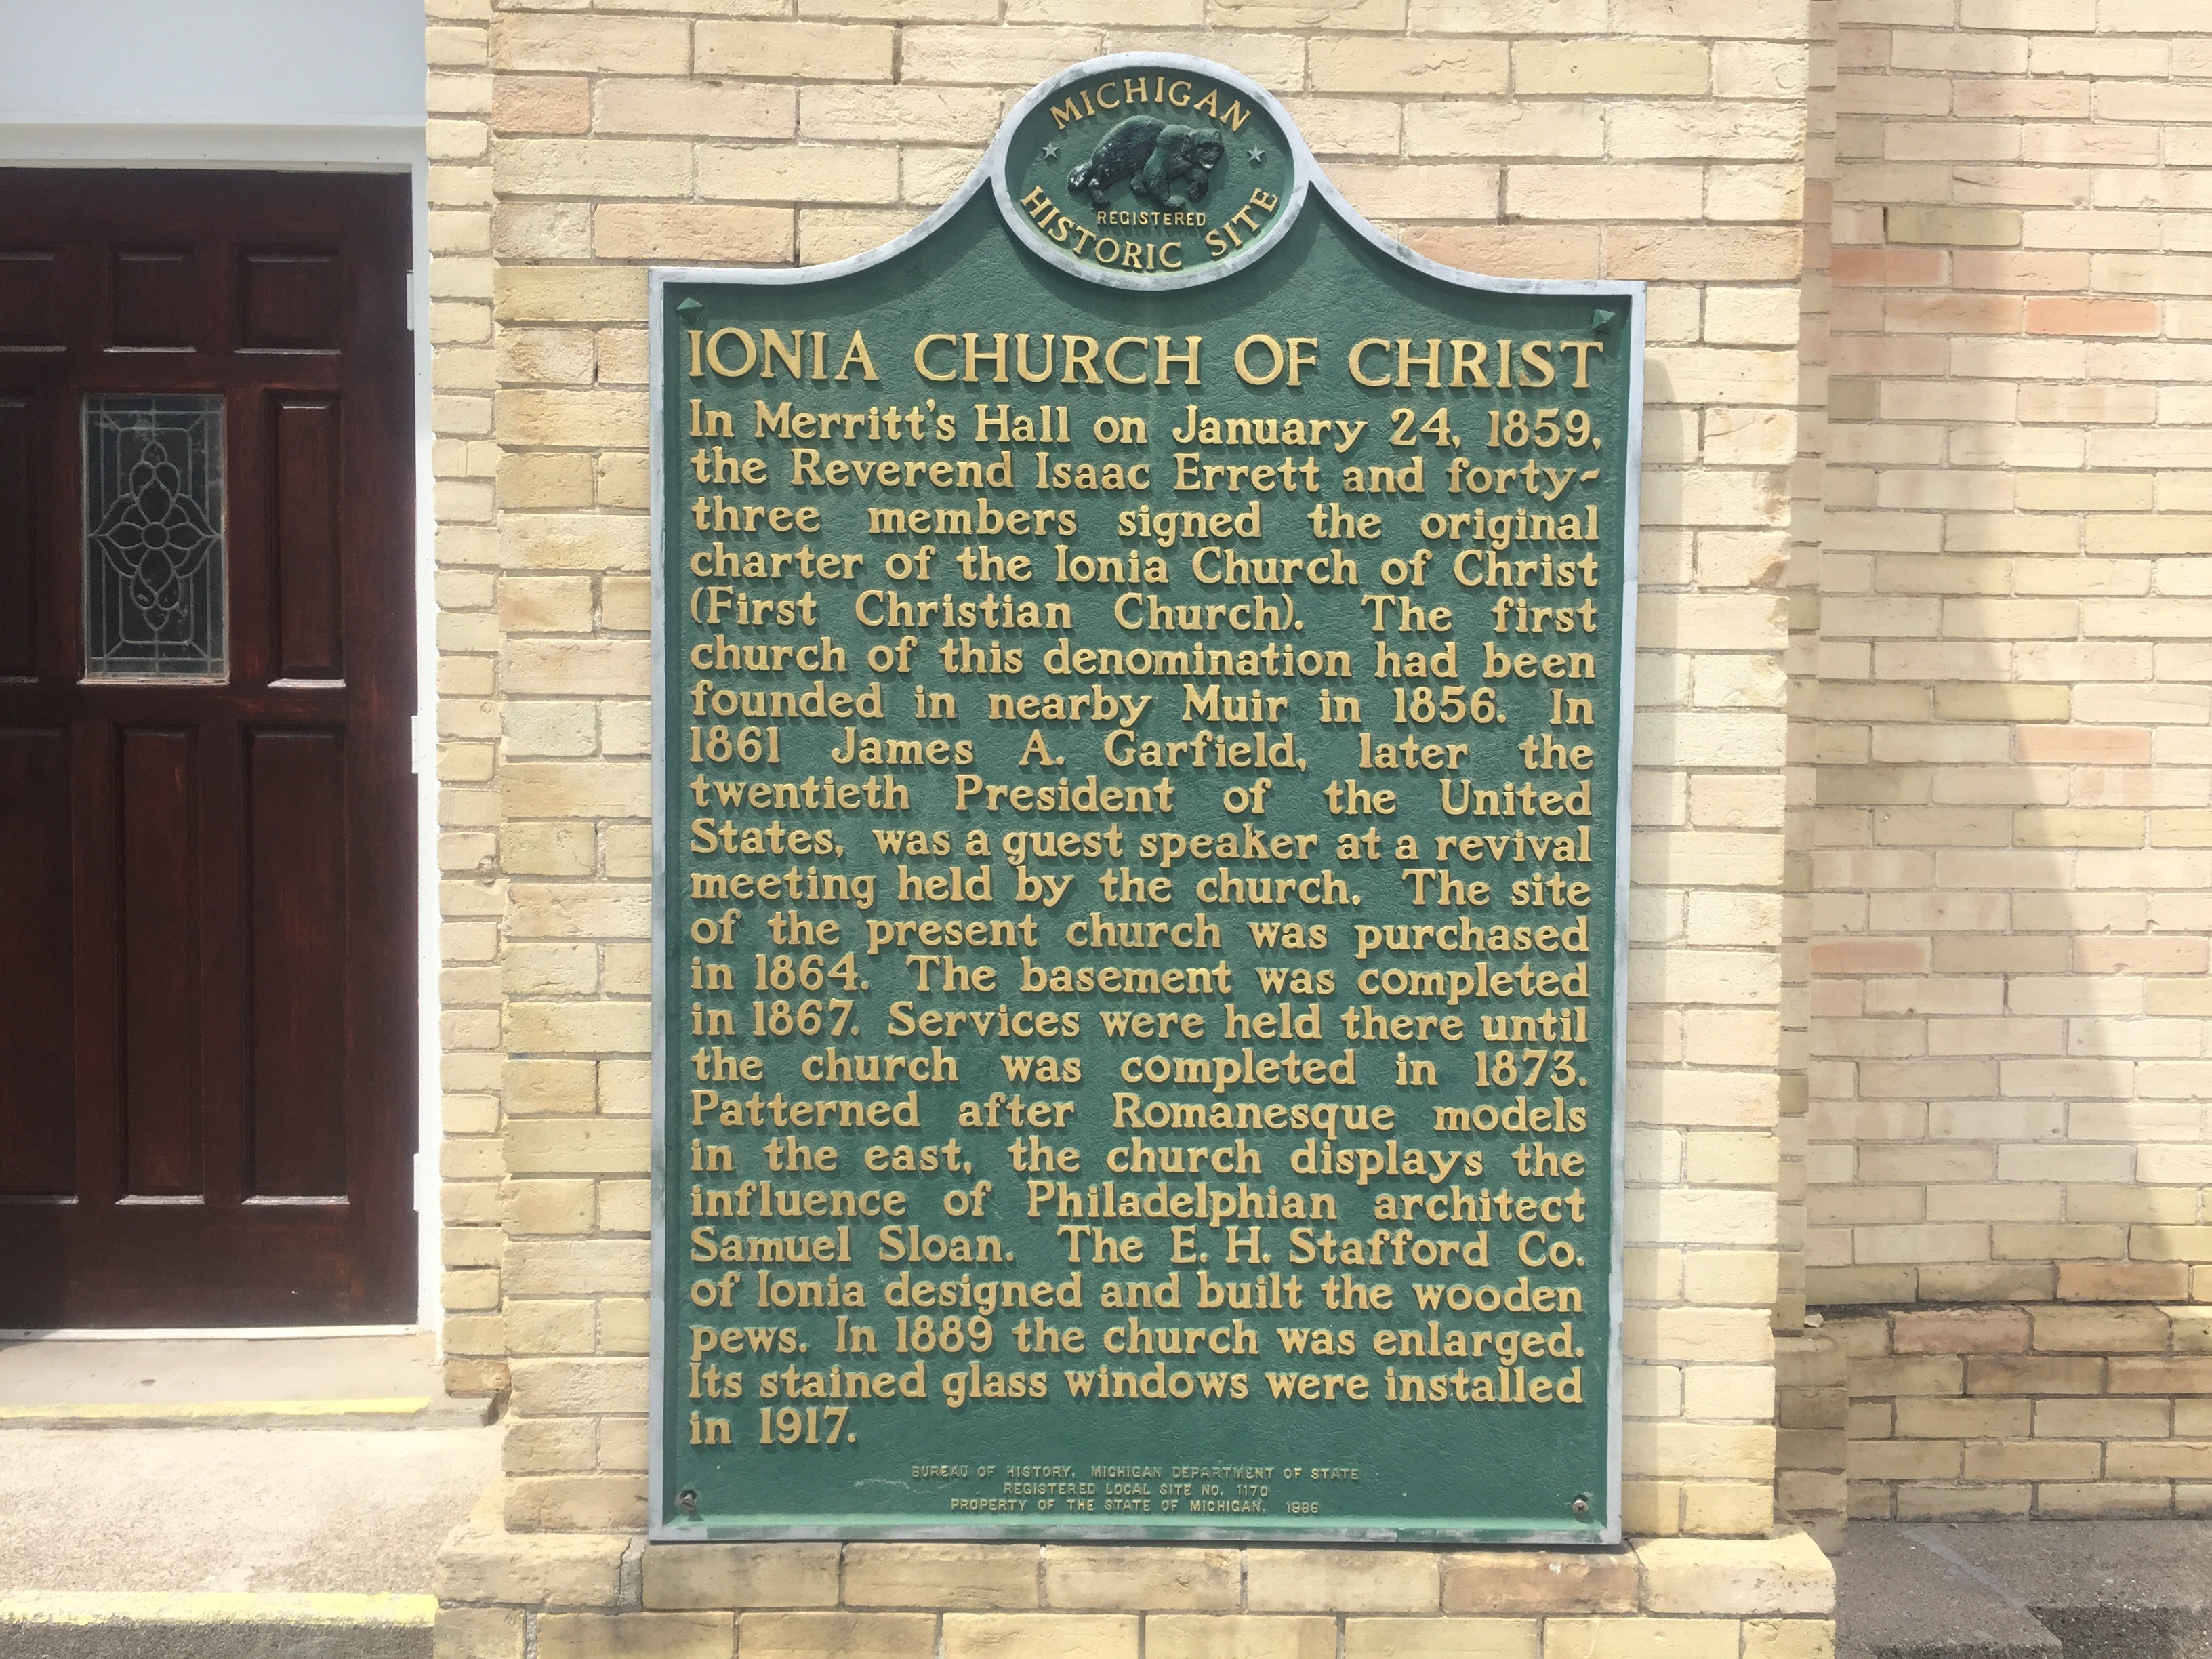 MICHIGAN
REGISTERED
HISTORIC SITE
IONIA CHURCH OF CHRIST
In Merritt's Hall on January 24, 1859,
the Reverend Isaac Errett and forty-
three members signed the original
charter of the Ionia Church of Christ
(First Christian Church). The first
church of this denomination had been
founded in nearby Muir in 1856. In
1861 James A. Garfield, later the
twentieth President of the United
States, was a guest speaker at a revival
meeting held by the church. The site
of the present church was purchased
in 1864. The basement was completed
in 1867. Services were held there until
the church was completed in 1873.
Patterned after Romanesque models
in the east, the church displays the
influence of Philadelphian architect
Samuel Sloan. The E. H. Stafford Co.
of Ionia designed and built the wooden
pews. In 1889 the church was enlarged.
Its stained glass windows were installed
in 1917.
BUREAU OF HISTORY, MICHIGAN DEPARTMENT OF STATE
REGISTERED LOCAL SITE NO. 1170
PROPERTY OF THE STATE OF MICHIGAN, 1986